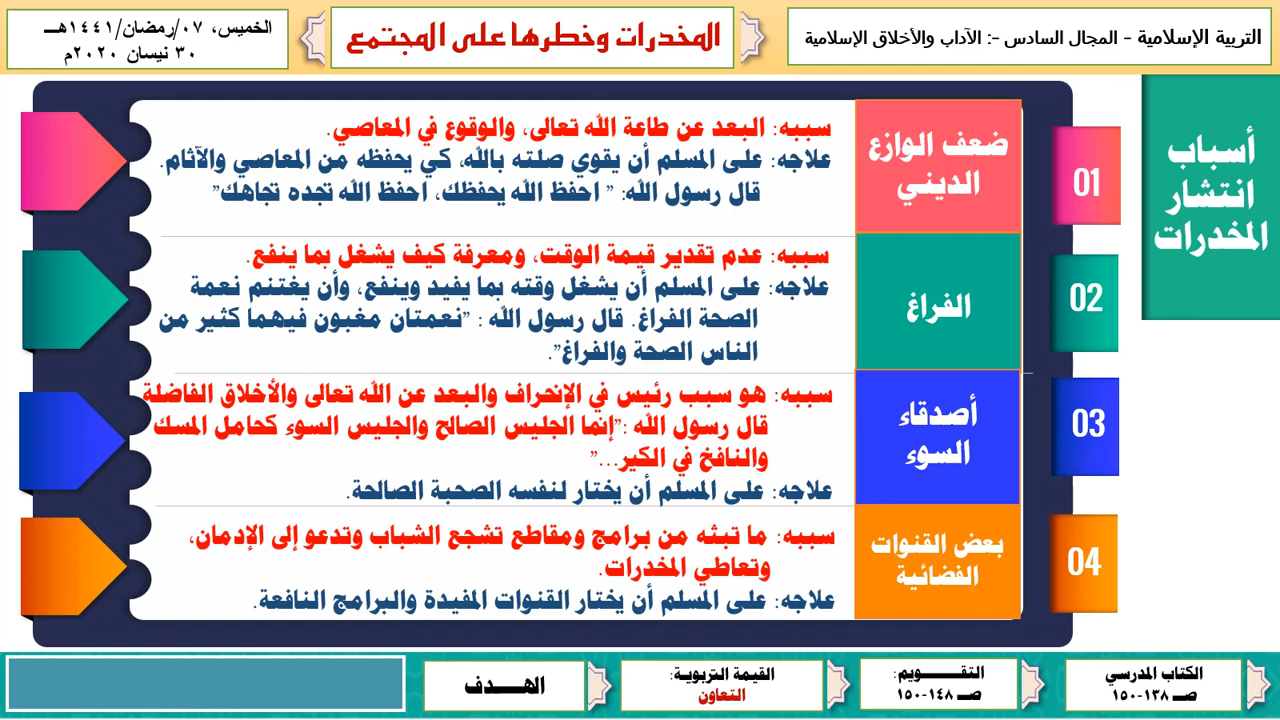 التربية الإسلامية - المجال السادس -: الآداب والأخلاق الإسلامية
المخدرات وخطرها على المجتمع
الخميس، ٠٧/رمضان/١٤٤١هـ
٣٠ نيسان ٢٠٢٠م
أسباب
انتشار
المخدرات
01
ضعف الوازع
الديني
سببه: البعد عن طاعة الله تعالى، والوقوع في المعاصي.
علاجه: على المسلم أن يقوي صلته بالله، كي يحفظه من المعاصي والآثام.
قال رسول الله: " احفظ الله يحفظك، احفظ الله تجده تجاهك"
02
الفراغ
سببه: عدم تقدير قيمة الوقت، ومعرفة كيف يشغل بما ينفع.
علاجه: على المسلم أن يشغل وقته بما يفيد وينفع، وأن يغتنم نعمة
الصحة الفراغ. قال رسول الله : "نعمتان مغبون فيهما كثير من
الناس الصحة والفراغ".
03
أصدقاء
السوء
سببه: هو سبب رئيس في الإنحراف والبعد عن الله تعالى والأخلاق الفاضلة
قال رسول الله :"إنما الجليس الصالح والجليس السوء كحامل المسك
والنافخ في الكير..."
علاجه: على المسلم أن يختار لنفسه الصحبة الصالحة.
04
بعض القنوات
الفضائية
سببه: ما تبثه من برامج ومقاطع تشجع الشباب وتدعو إلى الإدمان،
وتعاطي المخدرات.
علاجه: على المسلم أن يختار القنوات المفيدة والبرامج النافعة.
الكتاب المدرسي
صـ ١٣٨-١٥٠
التقـــويم:
صـ ١٤٨-١٥٠
القيمة التربوية:
التعاون
الهـــدف